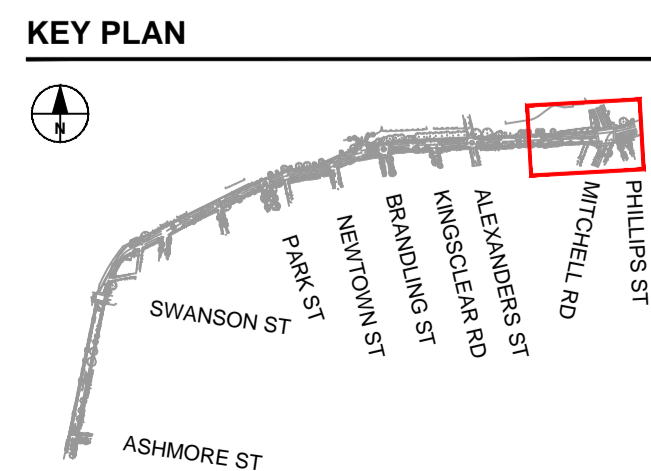 KEY PLAN
N
PARK ST
NEWTOWN ST
BRANDLING ST
KINGSCLEAR RD
ALEXANDERS ST
MITCHELL RD
PHILLIPS ST
SWANSON ST
ASHMORE ST